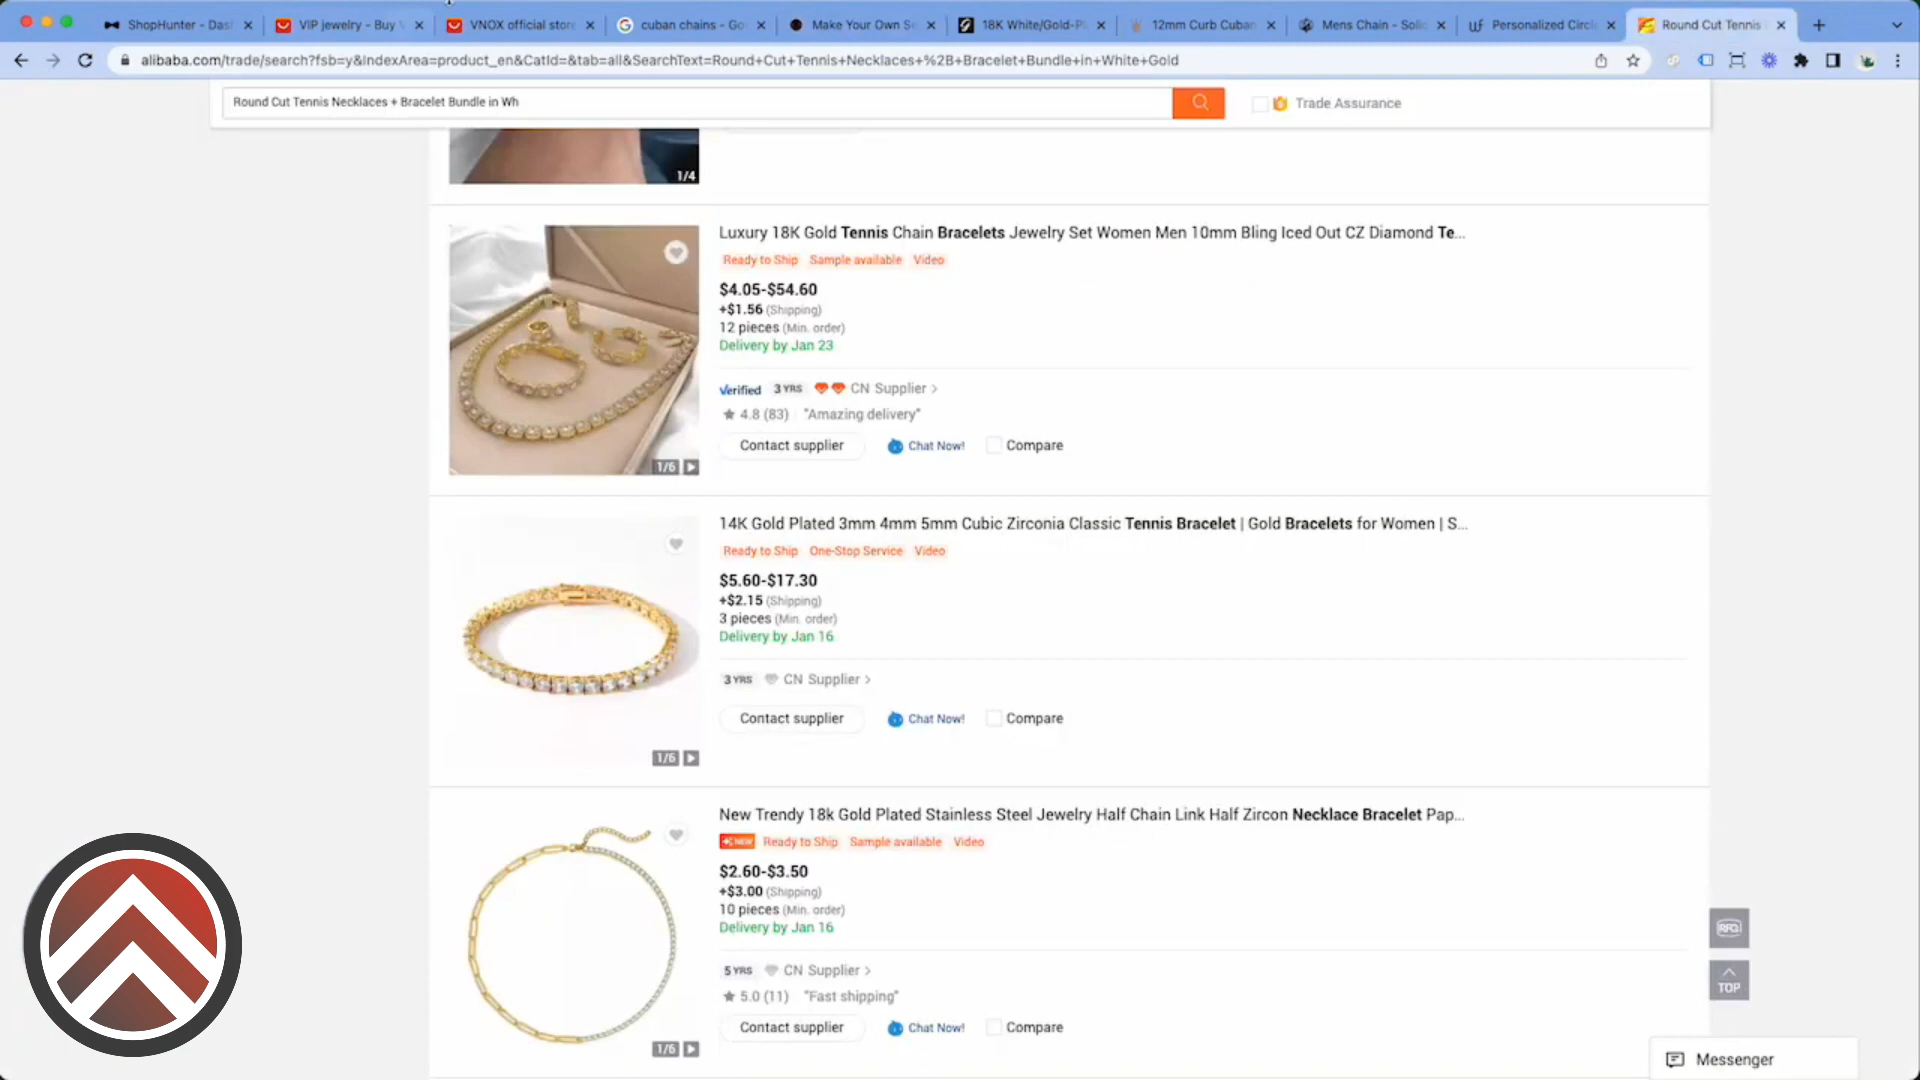 ShopHunter - Das
VIP jewelry - Buy V
VNOX official store
cuban chains - Go
Make Your Own Se
18K White/Gold-Pl
12mm Curb Cuban
Mens Chain - Solid
Personalized Circle
Round Cut Tennis
alibaba.com/trade/search?fsb=y&IndexArea=product_en&CatId=&tab=all&SearchText=Round+Cut+Tennis+Necklaces+%2B+Bracelet+Bundle+in+White+Gold
Round Cut Tennis Necklaces + Bracelet Bundle in Wh
Trade Assurance
1/4
Luxury 18K Gold Tennis Chain Bracelets Jewelry Set Women Men 10mm Bling Iced Out CZ Diamond Te...
Ready to Ship Sample available Video
$4.05-$54.60
+$1.56 (Shipping)
12 pieces (Min. order)
Delivery by Jan 23
Verified 3 YRS CN Supplier >
4.8 (83) "Amazing delivery"
Contact supplier Chat Now! Compare
1/6
14K Gold Plated 3mm 4mm 5mm Cubic Zirconia Classic Tennis Bracelet | Gold Bracelets for Women | S...
Ready to Ship One-Stop Service Video
$5.60-$17.30
+$2.15 (Shipping)
3 pieces (Min. order)
Delivery by Jan 16
3 YRS CN Supplier >
Contact supplier Chat Now! Compare
1/6
New Trendy 18k Gold Plated Stainless Steel Jewelry Half Chain Link Half Zircon Necklace Bracelet Pap...
NEW Ready to Ship Sample available Video
$2.60-$3.50
+$3.00 (Shipping)
10 pieces (Min. order)
Delivery by Jan 16
5 YRS CN Supplier >
5.0 (11) "Fast shipping"
Contact supplier Chat Now! Compare
1/6
RFQ
TOP
Messenger